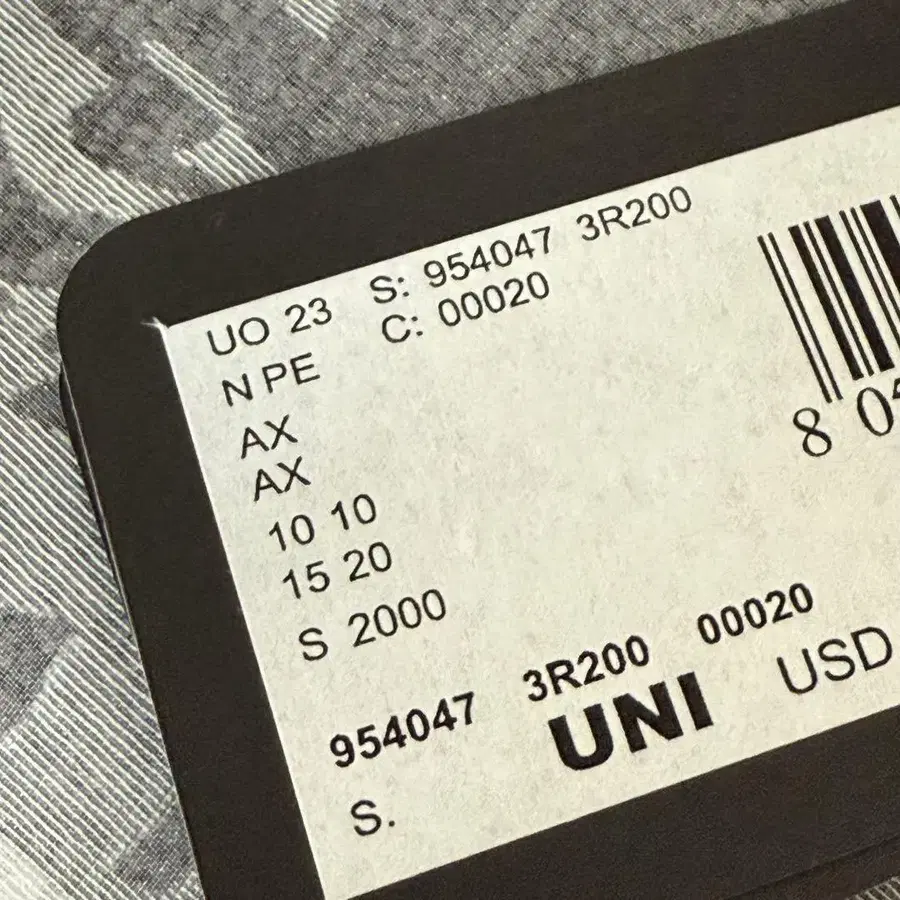 UO 23 S: 954047 3R200
N PE C: 00020
AX
AX
10 10
15 20
S 2000
8 0
954047 3R200 00020
UNI USD
S.